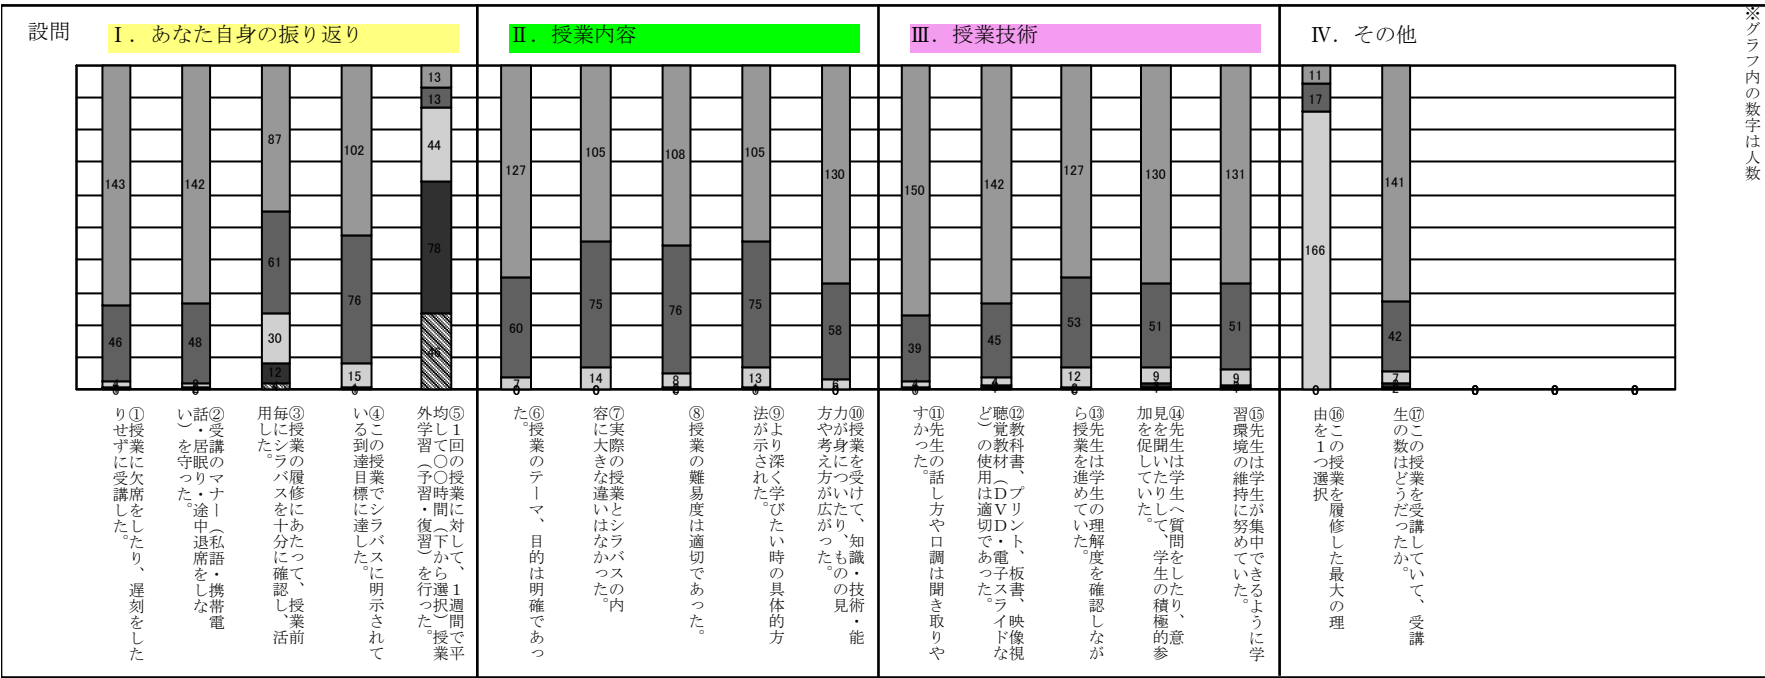 設問
Ⅰ．あなた自身の振り返り
Ⅱ．授業内容
Ⅲ．授業技術
Ⅳ．その他
※グラフ内の数字は人数
143
46
4
142
48
87
61
30
12
4
102
76
15
13
13
44
78
46
127
60
7
105
75
14
108
76
8
105
75
13
130
58
6
150
39
4
142
45
4
127
53
12
130
51
9
131
51
9
11
17
166
0
141
42
7
2
0
0
0
①授業に欠席をしたり、遅刻をした
りせずに受講した。
②受講のマナー（私語・携帯電
話・居眠り・途中退席をしな
い）を守った。
③授業の履修にあたって、授業前
毎にシラバスを十分に確認し、活
用した。
④この授業でシラバスに明示されて
いる到達目標に達した。
⑤１回の授業に対して、１週間で平
均して〇〇時間（下から選択）授業
外学習（予習・復習）を行った。
⑥授業のテーマ、目的は明確であっ
た。
⑦実際の授業とシラバスの内
容に大きな違いはなかった。
⑧授業の難易度は適切であった。
⑨より深く学びたい時の具体的方
法が示された。
⑩授業を受けて、知識・技術・能
力が身についたり、ものの見
方や考え方が広がった。
⑪先生の話し方や口調は聞き取りや
すかった。
⑫教科書、プリント、板書、映像視
聴覚教材（ＤＶＤ・電子スライドな
ど）の使用は適切であった。
⑬先生は学生の理解度を確認しなが
ら授業を進めていた。
⑭先生は学生へ質問をしたり、意
見を聞いたりして、学生の積極的参
加を促していた。
⑮先生は学生が集中できるように学
習環境の維持に努めていた。
⑯この授業を履修した最大の理
由を１つ選択
⑰この授業を受講していて、受講
生の数はどうだったか。